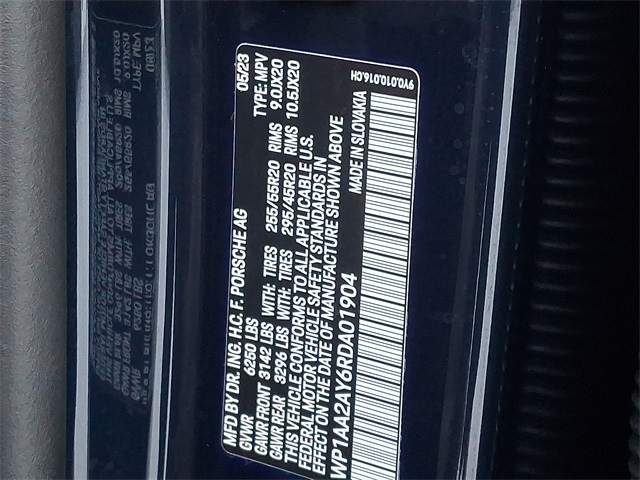 MFD BY DR. ING. H.C. F. PORSCHE AG 05/23
GVWR 6250 LBS TYPE: MPV
GAWR FRONT 3142 LBS WITH: TIRES 255/55R20 RIMS 9.0JX20
GAWR REAR 3296 LBS WITH: TIRES 295/45R20 RIMS 10.5JX20
THIS VEHICLE CONFORMS TO ALL APPLICABLE U.S.
FEDERAL MOTOR VEHICLE SAFETY STANDARDS IN
EFFECT ON THE DATE OF MANUFACTURE SHOWN ABOVE
WP1AA2AY6RDA01904 MADE IN SLOVAKIA
9Y0.010.016.CH